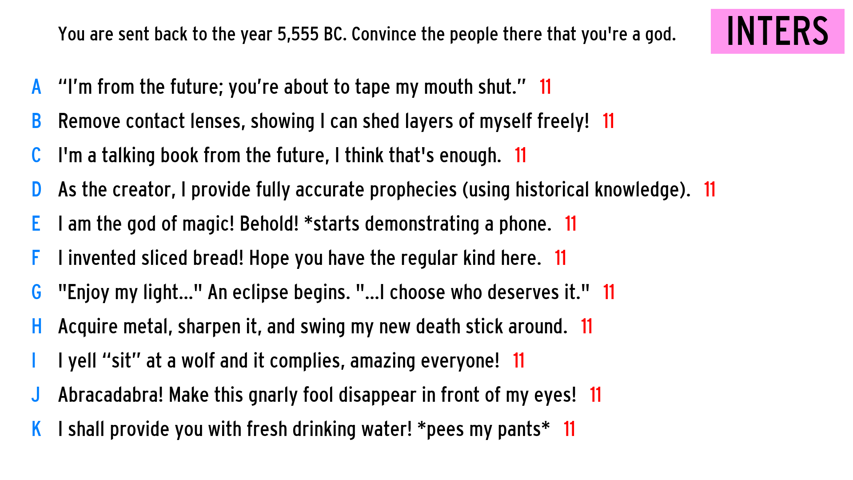 You are sent back to the year 5,555 BC. Convince the people there that you're a god.
INTERS
A “I’m from the future; you’re about to tape my mouth shut.” 11
B Remove contact lenses, showing I can shed layers of myself freely! 11
C I'm a talking book from the future, I think that's enough. 11
D As the creator, I provide fully accurate prophecies (using historical knowledge). 11
E I am the god of magic! Behold! *starts demonstrating a phone. 11
F I invented sliced bread! Hope you have the regular kind here. 11
G "Enjoy my light..." An eclipse begins. "...I choose who deserves it." 11
H Acquire metal, sharpen it, and swing my new death stick around. 11
I I yell “sit” at a wolf and it complies, amazing everyone! 11
J Abracadabra! Make this gnarly fool disappear in front of my eyes! 11
K I shall provide you with fresh drinking water! *pees my pants* 11